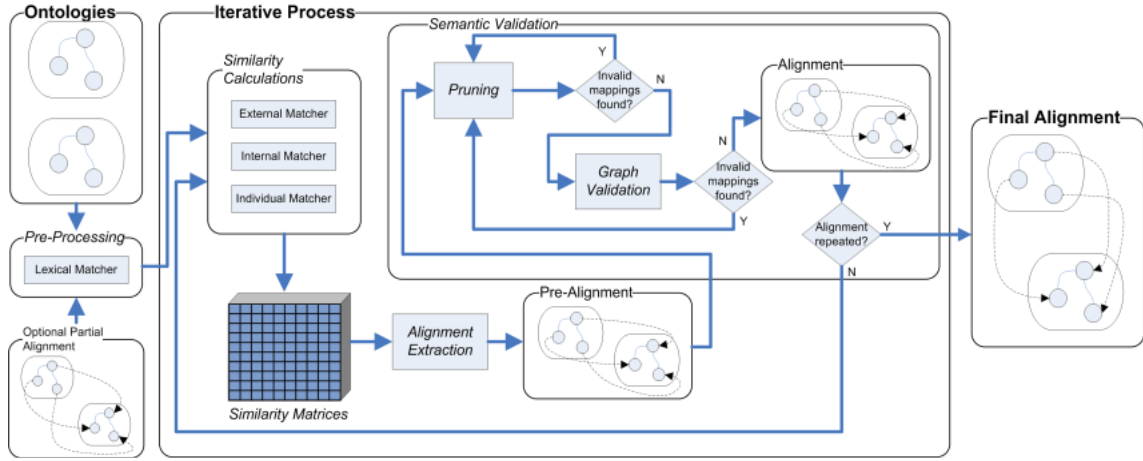 Ontologies
Pre-Processing
Lexical Matcher
Optional Partial
Alignment
Iterative Process
Similarity
Calculations
External Matcher
Internal Matcher
Individual Matcher
Similarity Matrices
Alignment
Extraction
Pre-Alignment
Semantic Validation
Pruning
Y
Invalid
mappings
found?
N
Graph
Validation
N
Invalid
mappings
found?
Y
Alignment
Alignment
repeated?
Y
N
Final Alignment